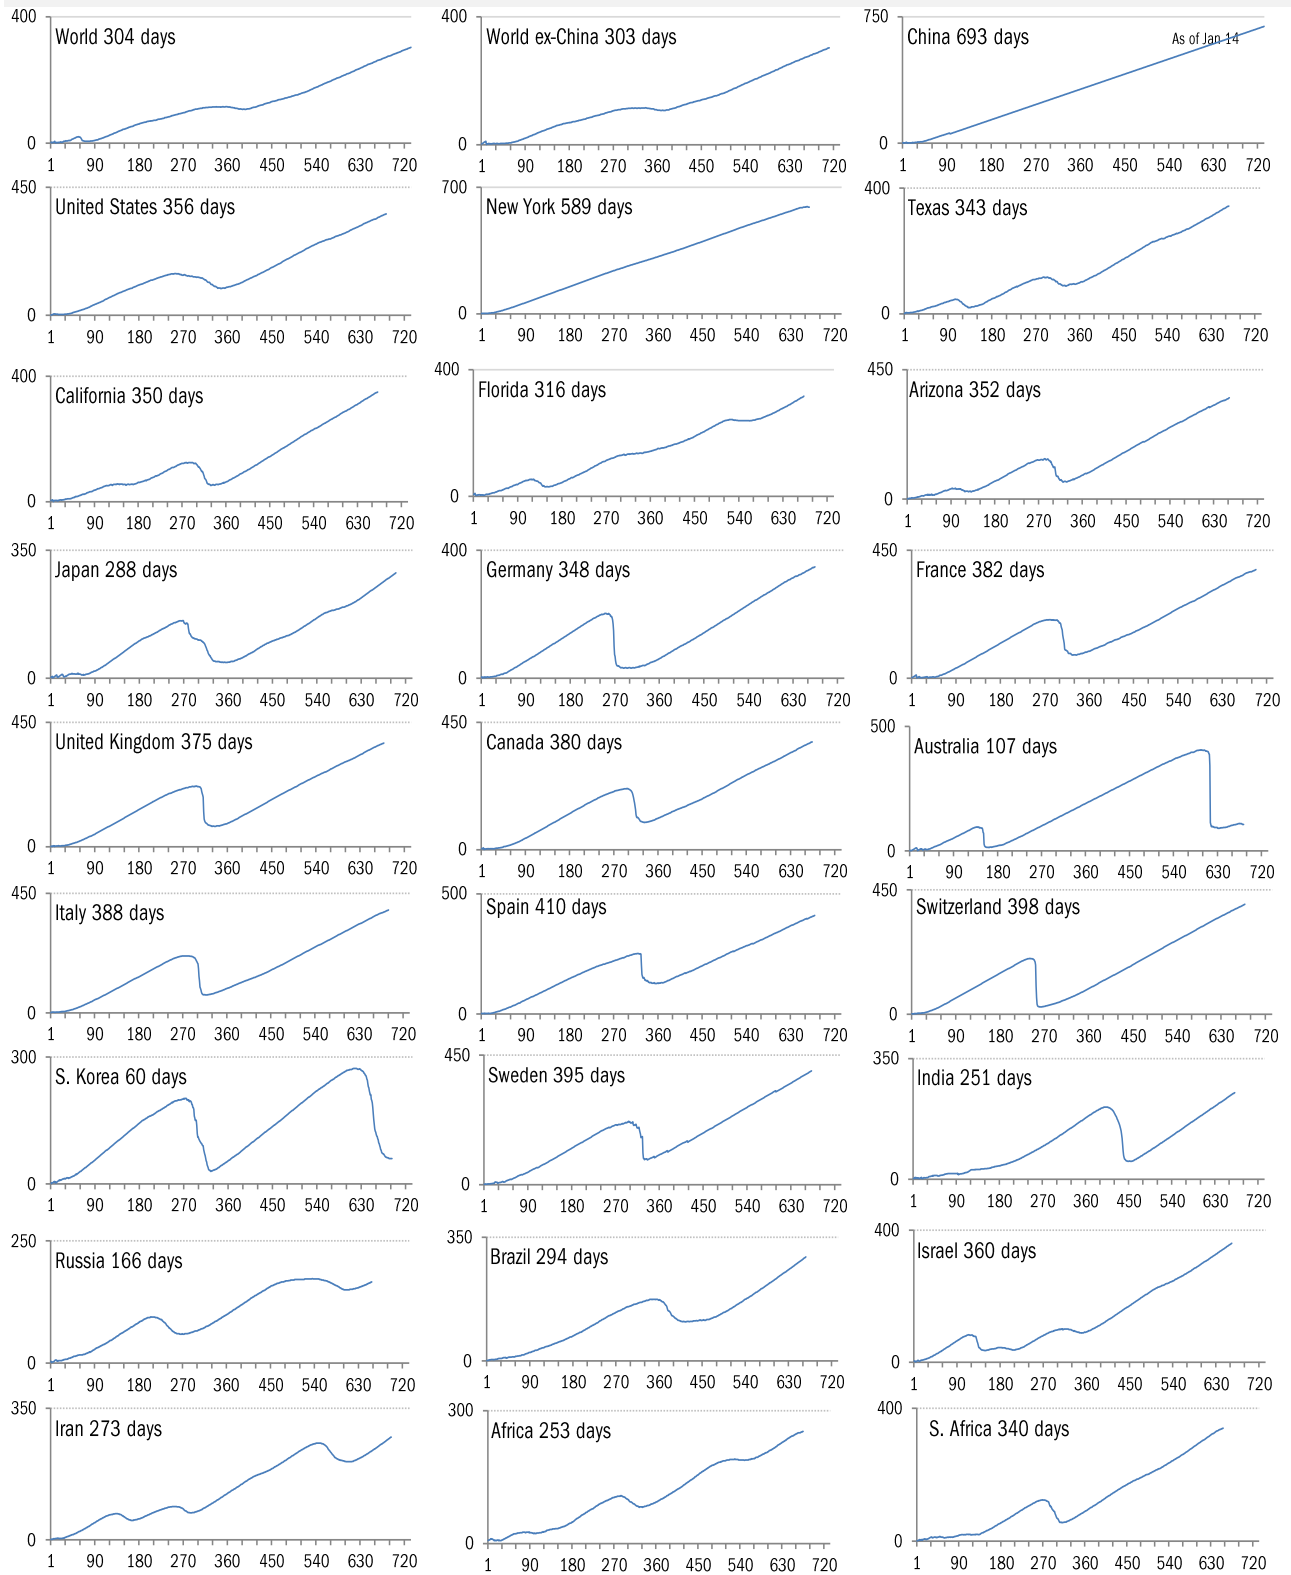 400
World 304 days
0
1 90 180 270 360 450 540 630 720
400
World ex-China 303 days
0
1 90 180 270 360 450 540 630 720
750
China 693 days
As of Jan 14
0
1 90 180 270 360 450 540 630 720
450
United States 356 days
0
1 90 180 270 360 450 540 630 720
700
New York 589 days
0
1 90 180 270 360 450 540 630 720
400
Texas 343 days
0
1 90 180 270 360 450 540 630 720
400
California 350 days
0
1 90 180 270 360 450 540 630 720
400
Florida 316 days
0
1 90 180 270 360 450 540 630 720
450
Arizona 352 days
0
1 90 180 270 360 450 540 630 720
350
Japan 288 days
0
1 90 180 270 360 450 540 630 720
400
Germany 348 days
0
1 90 180 270 360 450 540 630 720
450
France 382 days
0
1 90 180 270 360 450 540 630 720
450
United Kingdom 375 days
0
1 90 180 270 360 450 540 630 720
450
Canada 380 days
0
1 90 180 270 360 450 540 630 720
500
Australia 107 days
0
1 90 180 270 360 450 540 630 720
450
Italy 388 days
0
1 90 180 270 360 450 540 630 720
500
Spain 410 days
0
1 90 180 270 360 450 540 630 720
450
Switzerland 398 days
0
1 90 180 270 360 450 540 630 720
300
S. Korea 60 days
0
1 90 180 270 360 450 540 630 720
450
Sweden 395 days
0
1 90 180 270 360 450 540 630 720
350
India 251 days
0
1 90 180 270 360 450 540 630 720
250
Russia 166 days
0
1 90 180 270 360 450 540 630 720
350
Brazil 294 days
0
1 90 180 270 360 450 540 630 720
400
Israel 360 days
0
1 90 180 270 360 450 540 630 720
350
Iran 273 days
0
1 90 180 270 360 450 540 630 720
300
Africa 253 days
0
1 90 180 270 360 450 540 630 720
400
S. Africa 340 days
0
1 90 180 270 360 450 540 630 720